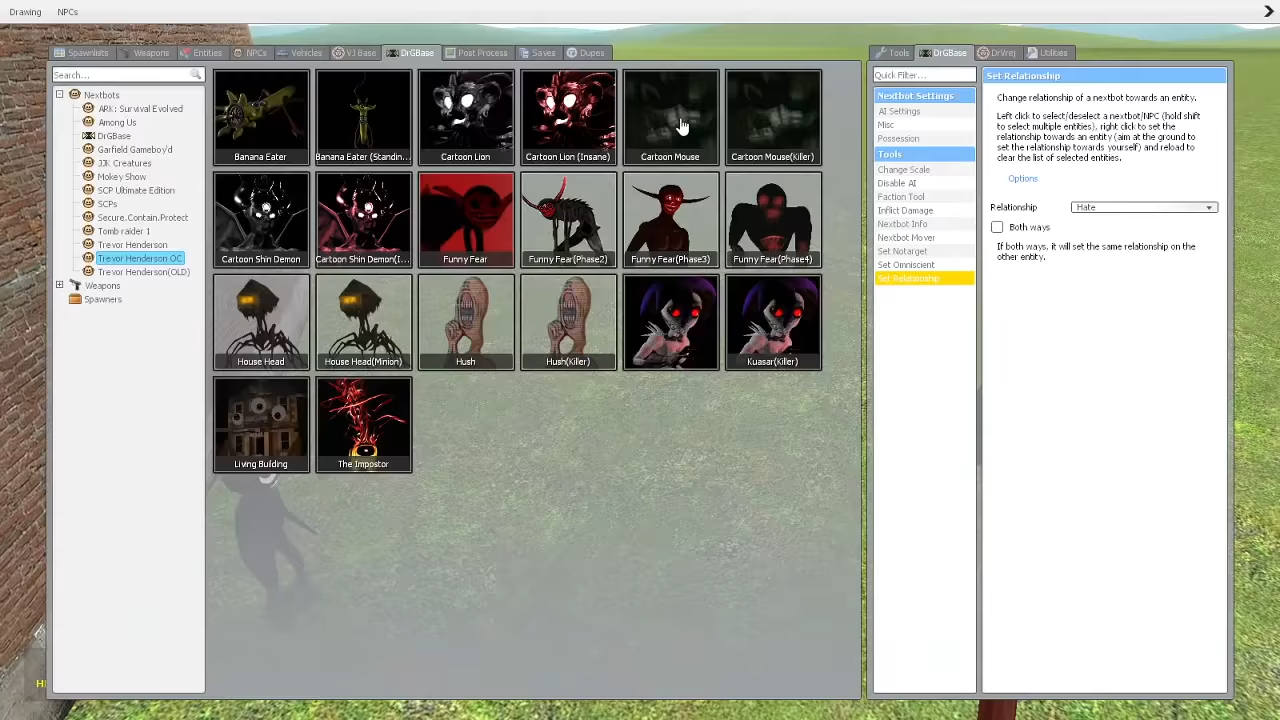 Drawing NPCs
Spawnlists Weapons Entities NPCs Vehicles VJ Base DrGBase Post Process Saves Dupes
Search...
Nextbots
ARK: Survival Evolved
Among Us
DrGBase
Garfield Gameboy'd
JJK Creatures
Mokey Show
SCP Ultimate Edition
SCPs
Secure.Contain.Protect
Tomb raider 1
Trevor Henderson
Trevor Henderson OC
Trevor Henderson(OLD)
Weapons
Spawners
Banana Eater
Banana Eater (Standin...
Cartoon Lion
Cartoon Lion (Insane)
Cartoon Mouse
Cartoon Mouse(Killer)
Cartoon Shin Demon
Cartoon Shin Demon(I...
Funny Fear
Funny Fear(Phase2)
Funny Fear(Phase3)
Funny Fear(Phase4)
House Head
House Head(Minion)
Hush
Hush(Killer)
Kuasar(Killer)
Living Building
The Impostor
Tools DrGBase DrVrej Utilities
Quick Filter...
Nextbot Settings
AI Settings
Misc
Possession
Tools
Change Scale
Disable AI
Faction Tool
Inflict Damage
Nextbot Info
Nextbot Mover
Set Notarget
Set Omniscient
Set Relationship
Set Relationship
Change relationship of a nextbot towards an entity.
Left click to select/deselect a nextbot/NPC (hold shift
to select multiple entities), right click to set the
relationship towards an entity (aim at the ground to
set the relationship towards yourself) and reload to
clear the list of selected entities.
Options
Relationship Hate
Both ways
If both ways, it will set the same relationship on the
other entity.